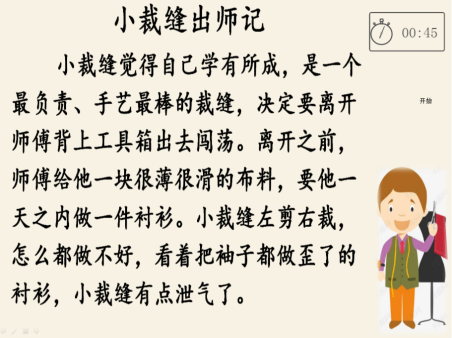 小裁缝出师记
小裁缝觉得自己学有所成，是一个
最负责、手艺最棒的裁缝，决定要离开
师傅背上工具箱出去闯荡。离开之前，
师傅给他一块很薄很滑的布料，要他一
天之内做一件衬衫。小裁缝左剪右裁，
怎么都做不好，看着把袖子都做歪了的
衬衫，小裁缝有点泄气了。
00:45
开始